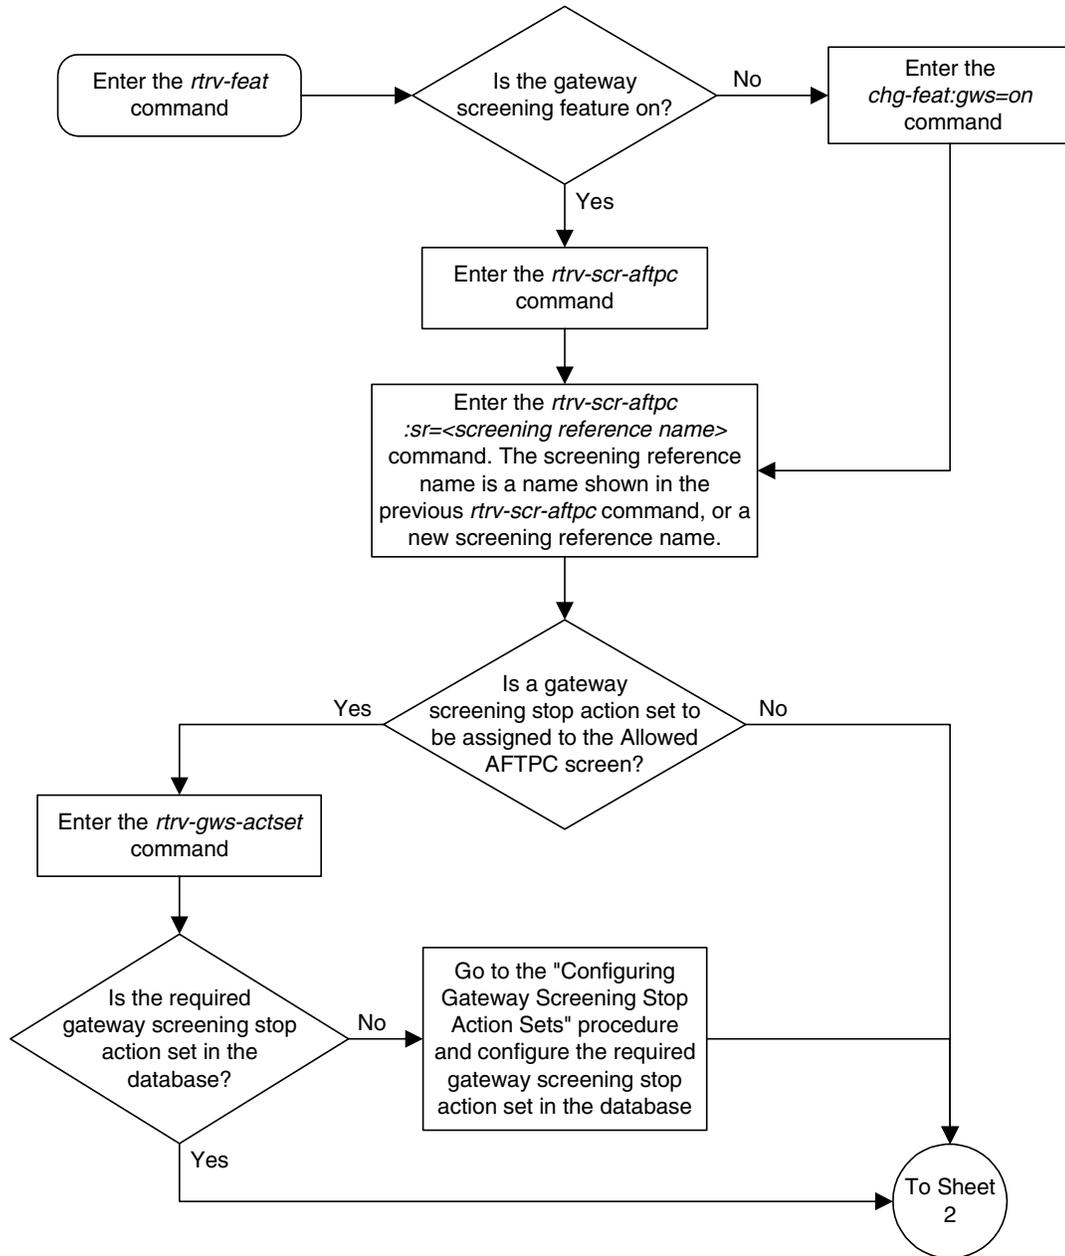 Enter the rtrv-feat
command
Is the gateway
screening feature on?
No
Enter the
chg-feat:gws=on
command
Yes
Enter the rtrv-scr-aftpc
command
Enter the rtrv-scr-aftpc
:sr=<screening reference name>
command. The screening reference
name is a name shown in the
previous rtrv-scr-aftpc command, or a
new screening reference name.
Is a gateway
screening stop action set to
be assigned to the Allowed
AFTPC screen?
Yes
No
Enter the rtrv-gws-actset
command
Is the required
gateway screening stop
action set in the
database?
No
Go to the "Configuring
Gateway Screening Stop
Action Sets" procedure
and configure the required
gateway screening stop
action set in the database
Yes
To Sheet
2